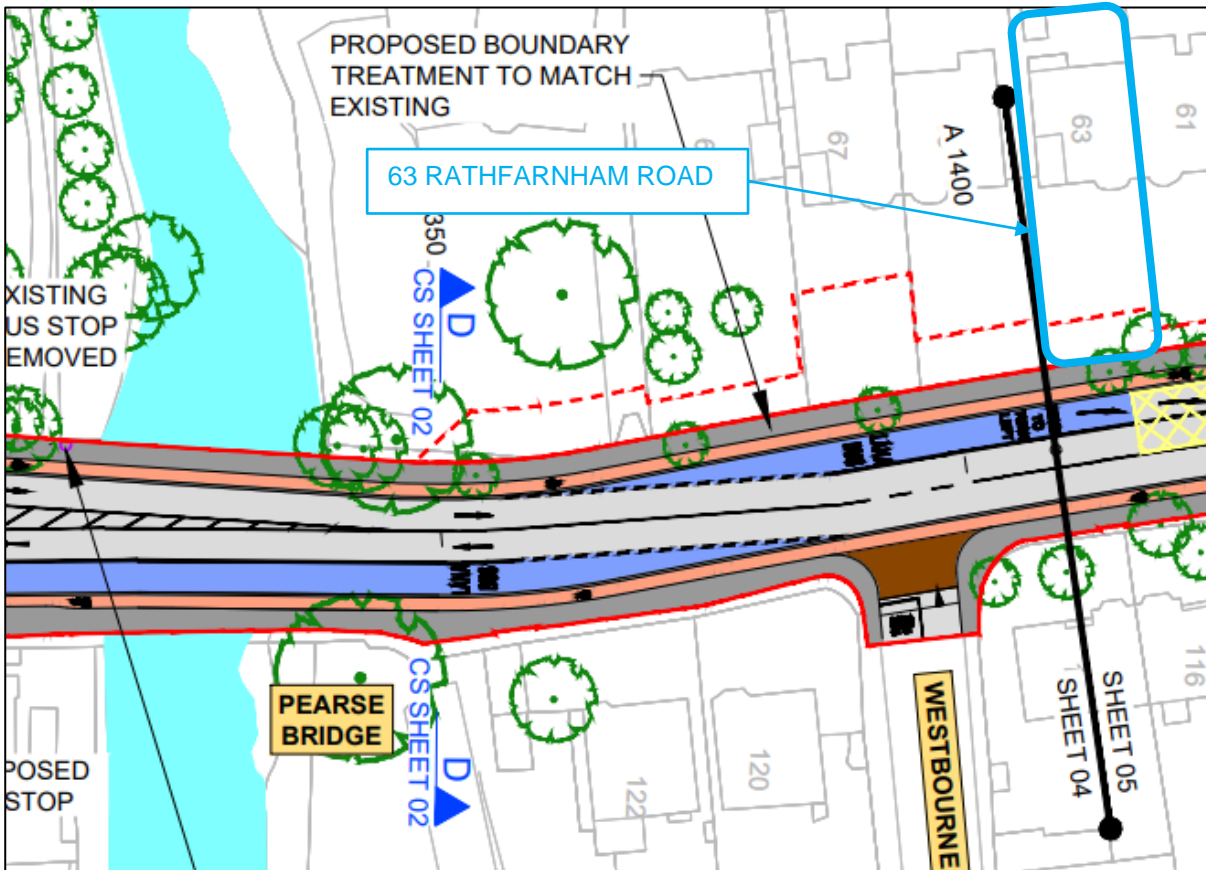 PROPOSED BOUNDARY
TREATMENT TO MATCH
EXISTING
63 RATHFARNHAM ROAD
67
A 1400
63
61
350
D
CS SHEET 02
XISTING
US STOP
EMOVED
PEARSE
BRIDGE
CS SHEET 02
D
POSED
STOP
122
120
WESTBOURNE
SHEET 05
SHEET 04
116